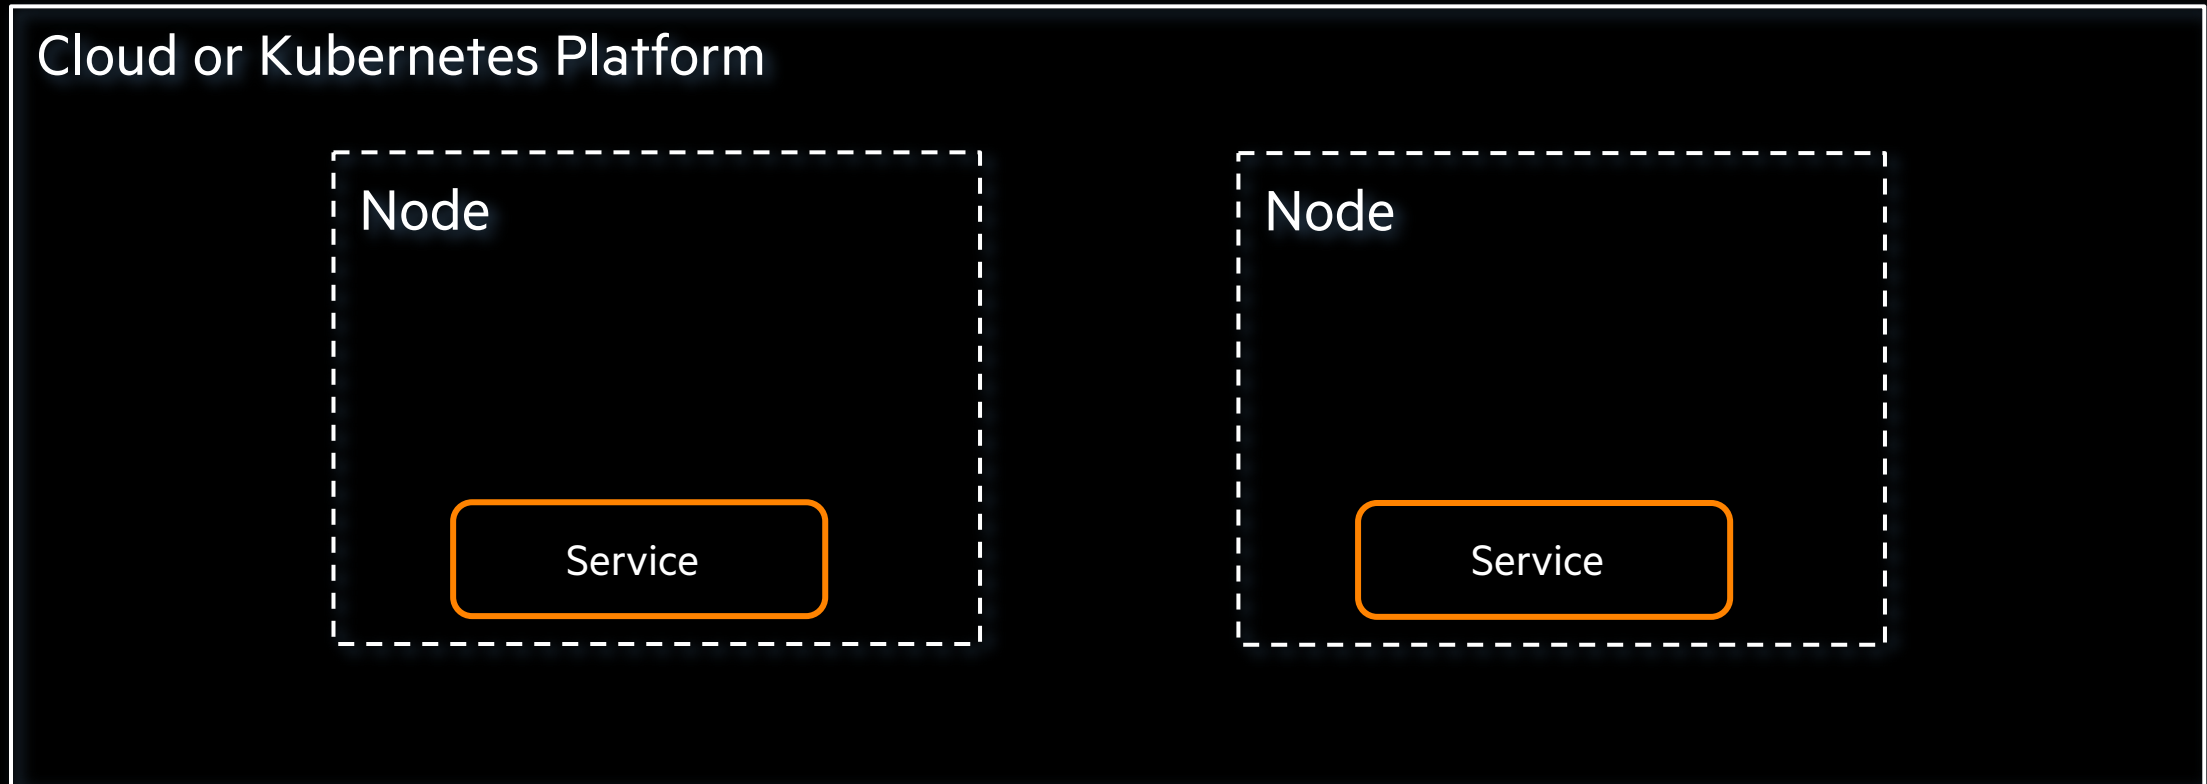 Cloud or Kubernetes Platform
Node
Node
Service
Service